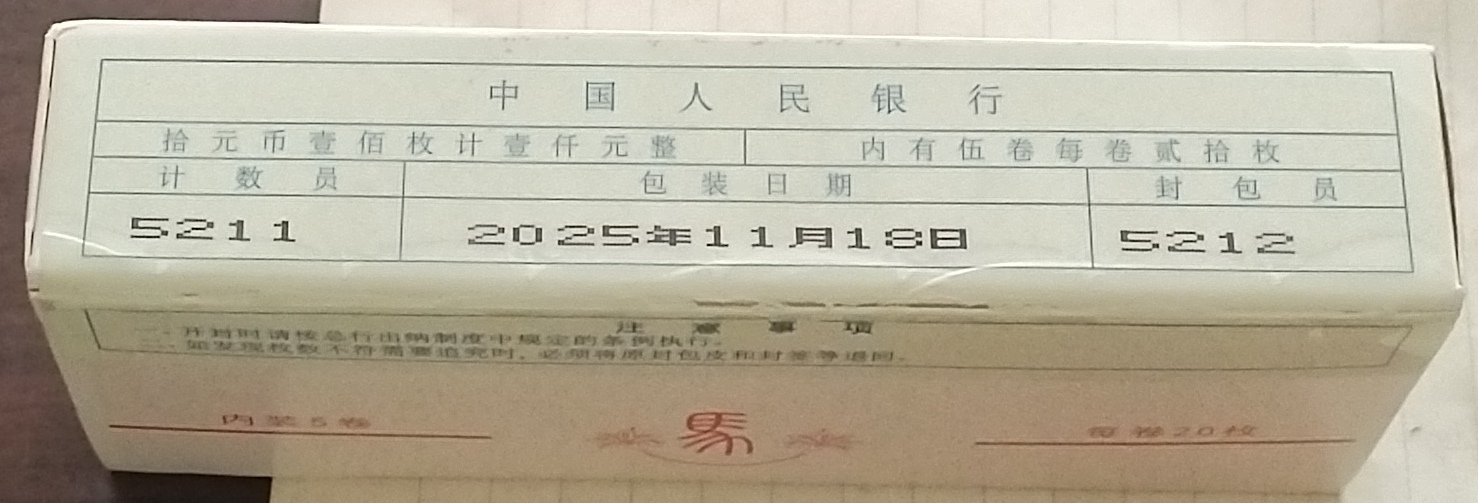 中国人民银行
拾元币壹佰枚计壹仟元整 内有伍卷每卷贰拾枚
计数员 包装日期 封包员
5211 2025年11月18日 5212
注意事项
一、开封时请按总行出纳制度中规定的条例执行。
二、如发现枚数不符需要追究时，必须将原封包皮和封签等退回。
内装5卷 馬 每卷20枚